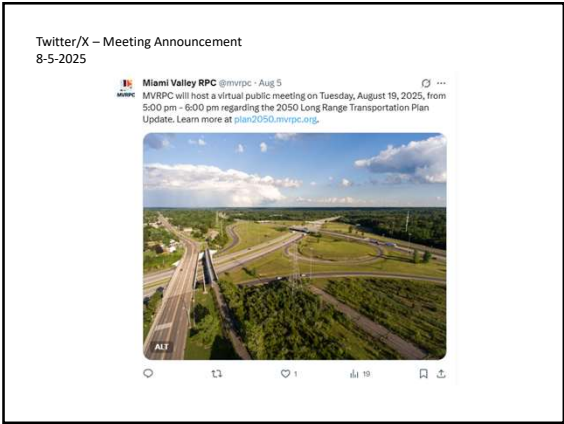 Twitter/X – Meeting Announcement
8-5-2025
MVRPC
Miami Valley RPC @mvrpc · Aug 5
MVRPC will host a virtual public meeting on Tuesday, August 19, 2025, from
5:00 pm - 6:00 pm regarding the 2050 Long Range Transportation Plan
Update. Learn more at plan2050.mvrpc.org.
ALT
1
19